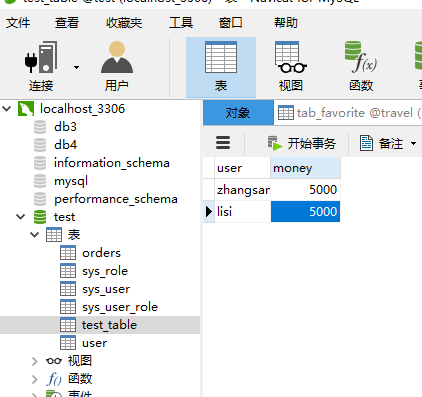 test_table @test (localhost_3306) - 表 - Navicat for MySQL
文件 查看 收藏夹 工具 窗口 帮助
连接 用户 表 视图 函数
localhost_3306
db3
db4
information_schema
mysql
performance_schema
test
表
orders
sys_role
sys_user
sys_user_role
test_table
user
视图
函数
事件
对象 tab_favorite @travel (
开始事务 备注
user money
zhangsan 5000
lisi 5000